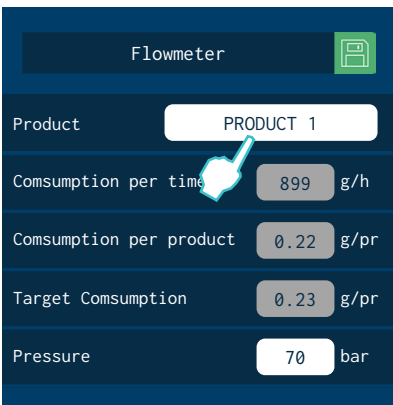 Flowmeter
Product PRODUCT 1
Comsumption per time 899 g/h
Comsumption per product 0.22 g/pr
Target Comsumption 0.23 g/pr
Pressure 70 bar